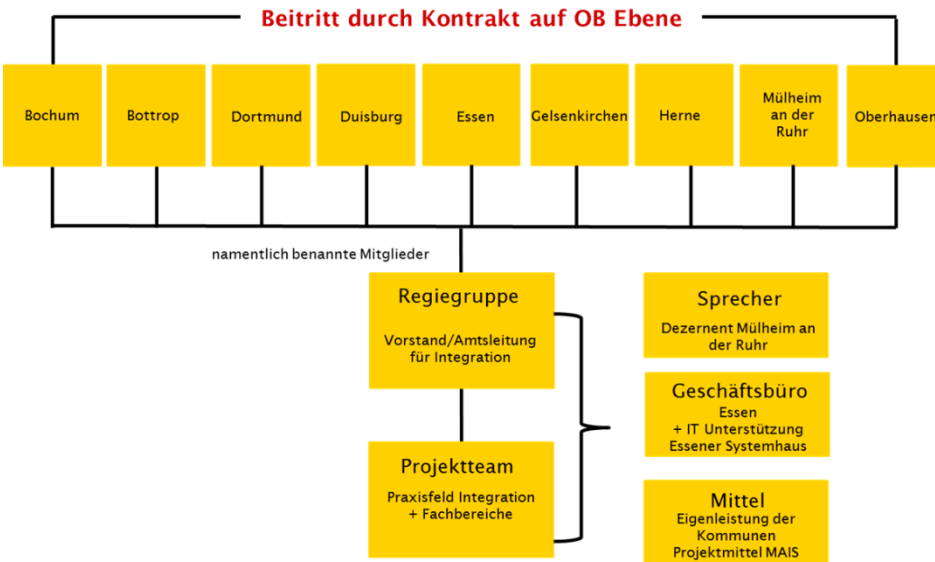 Beitritt durch Kontrakt auf OB Ebene
Bochum
Bottrop
Dortmund
Duisburg
Essen
Gelsenkirchen
Herne
Mülheim
an der
Ruhr
Oberhausen
namentlich benannte Mitglieder
Regiegruppe
Vorstand/Amtsleitung
für Integration
Projektteam
Praxisfeld Integration
+ Fachbereiche
Sprecher
Dezernent Mülheim an
der Ruhr
Geschäftsbüro
Essen
+ IT Unterstützung
Essener Systemhaus
Mittel
Eigenleistung der
Kommunen
Projektmittel MAIS